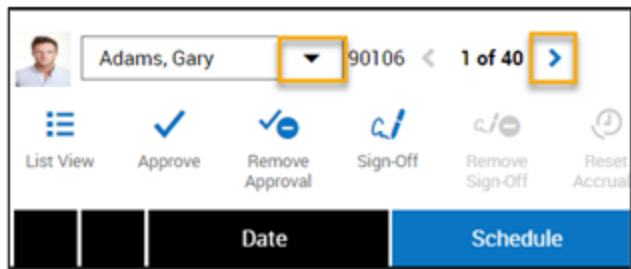 Adams, Gary 90106 1 of 40
List View Approve Remove Approval Sign-Off Remove Sign-Off Reset Accrual
Date Schedule